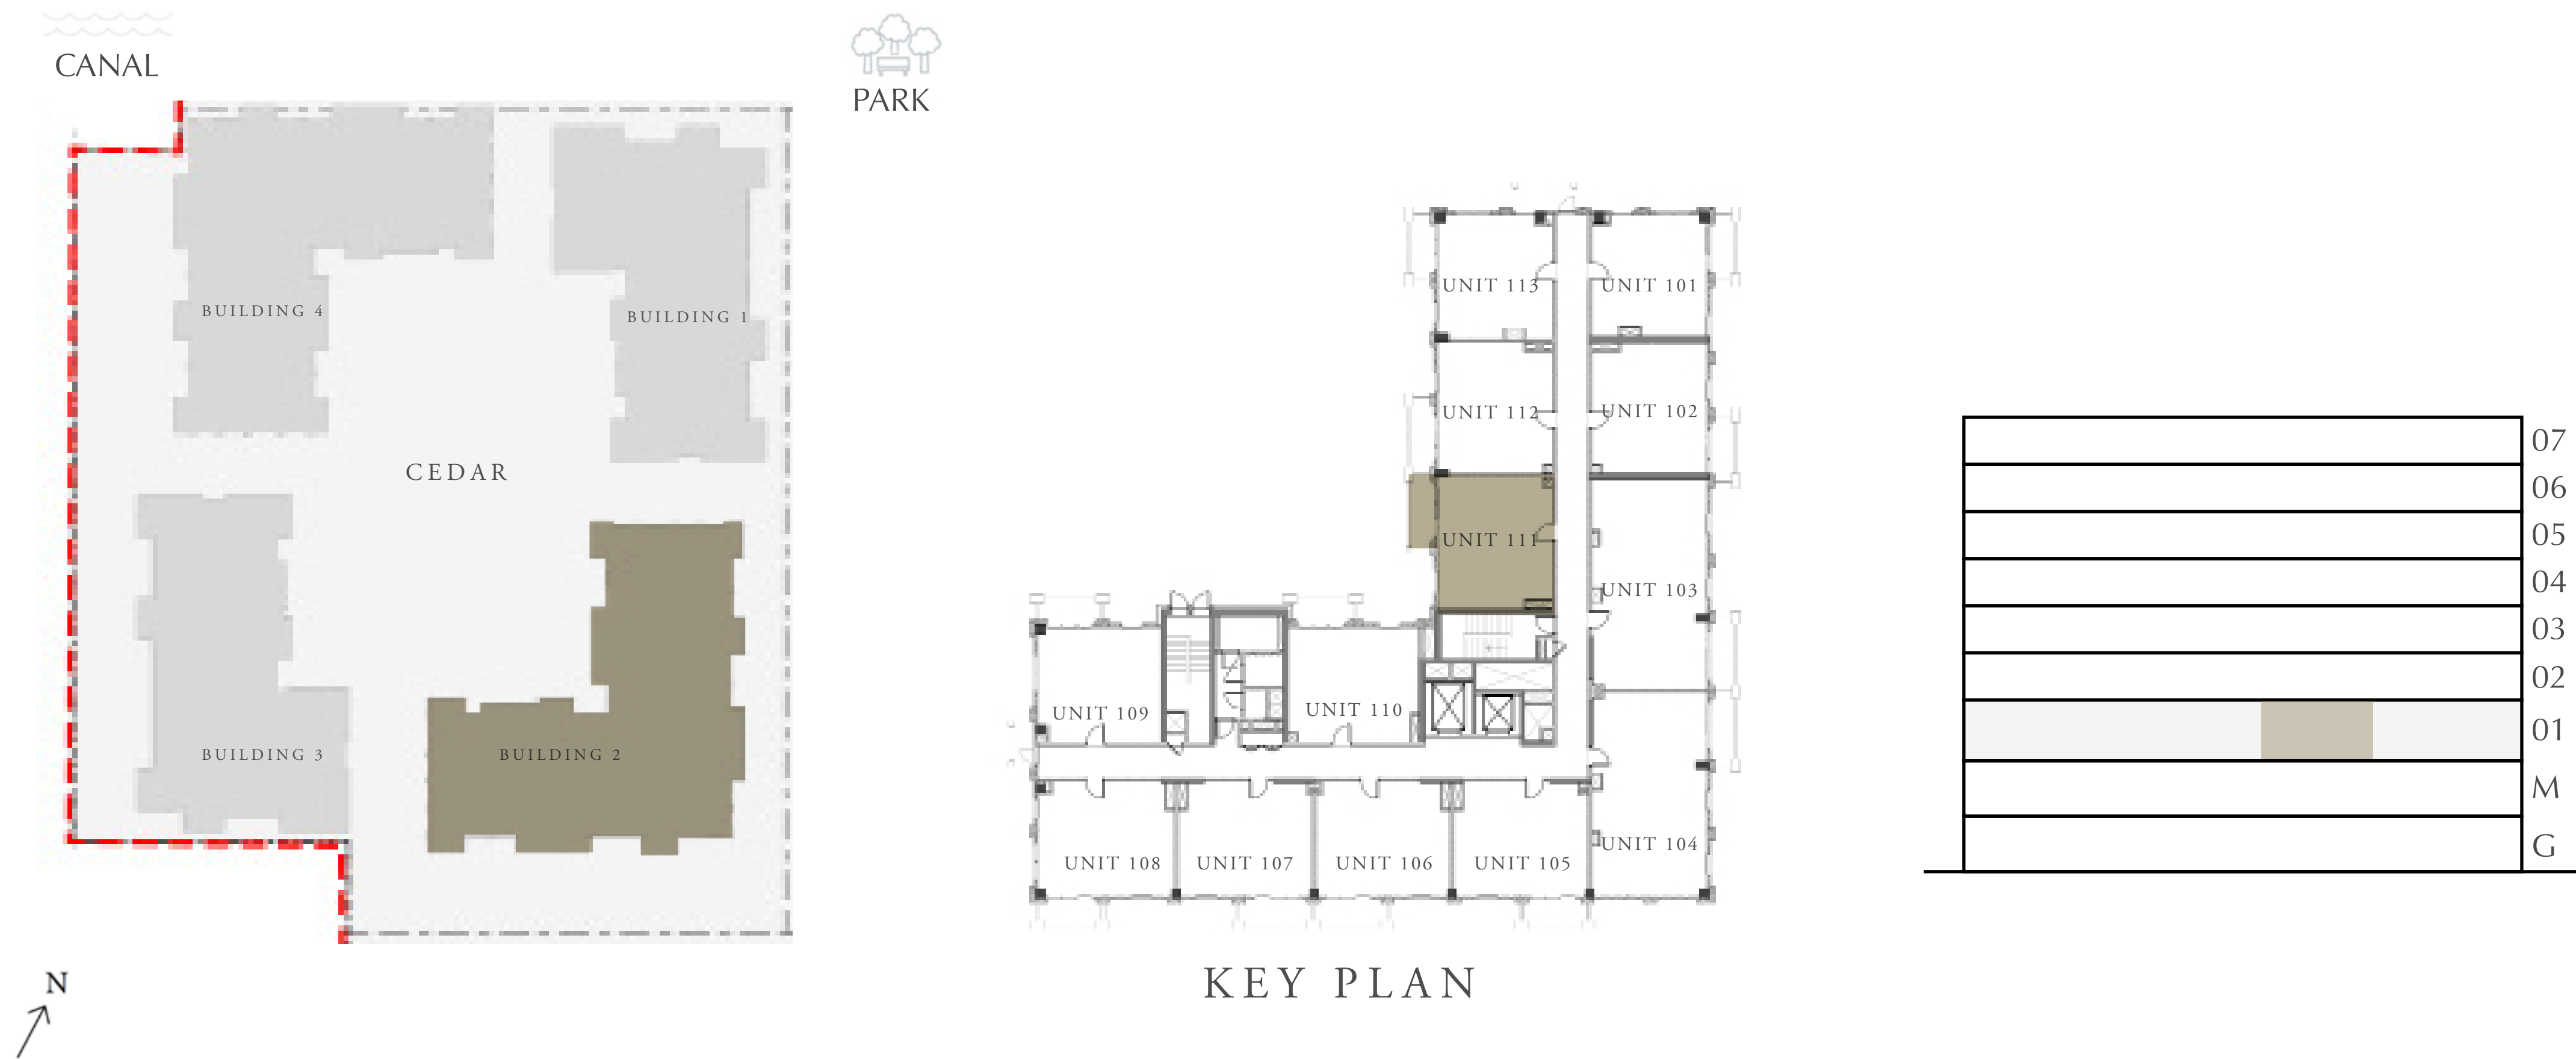 CANAL
PARK
BUILDING 4
BUILDING 1
CEDAR
BUILDING 3
BUILDING 2
N
UNIT 113
UNIT 101
UNIT 112
UNIT 102
UNIT 111
UNIT 103
UNIT 109
UNIT 110
UNIT 108
UNIT 107
UNIT 106
UNIT 105
UNIT 104
KEY PLAN
07
06
05
04
03
02
01
M
G